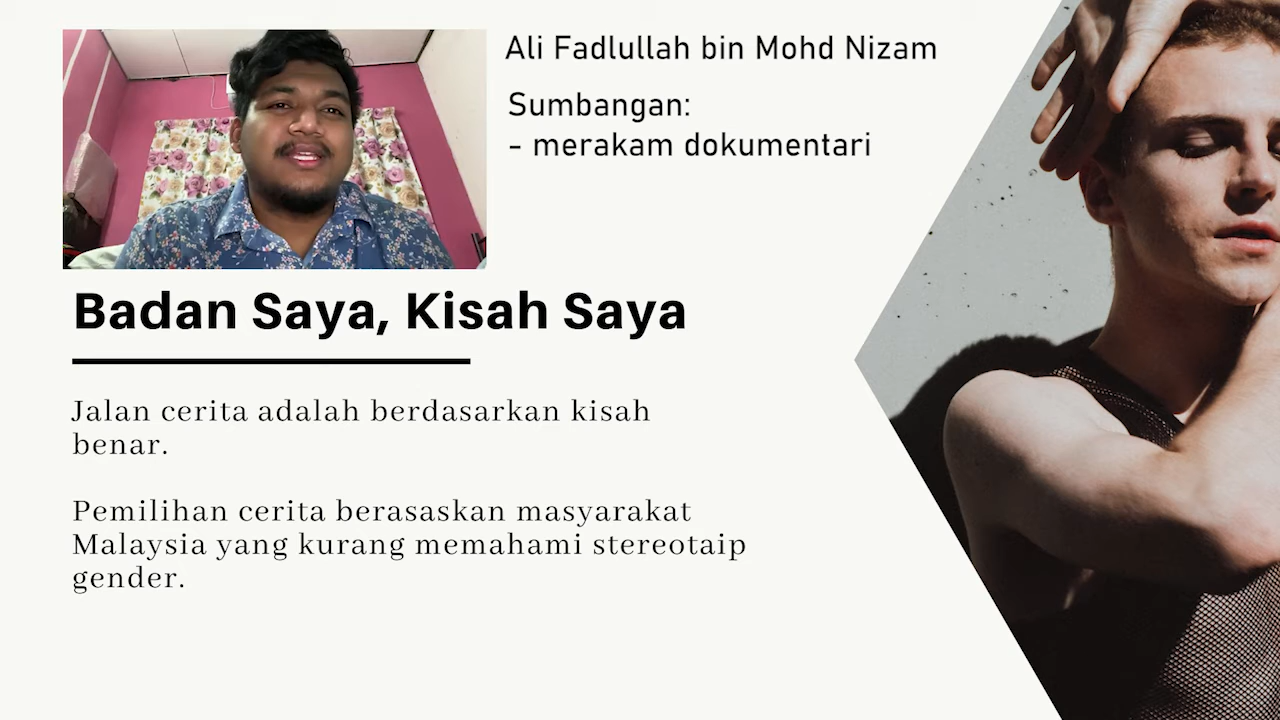 Ali Fadlullah bin Mohd Nizam
Sumbangan:
- merakam dokumentari
Badan Saya, Kisah Saya
Jalan cerita adalah berdasarkan kisah
benar.
Pemilihan cerita berasaskan masyarakat
Malaysia yang kurang memahami stereotaip
gender.